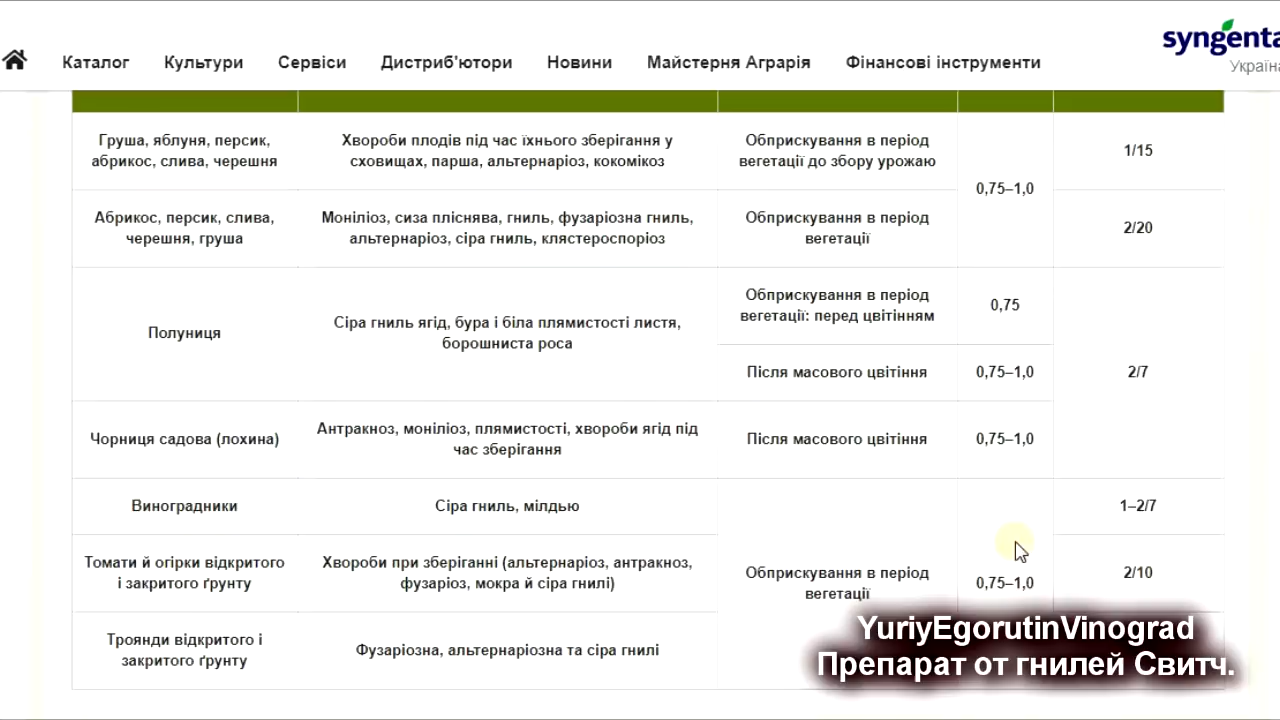 syngenta
Україна
Каталог
Культури
Сервіси
Дистриб'ютори
Новини
Майстерня Аграрія
Фінансові інструменти
Груша, яблуня, персик,
абрикос, слива, черешня
Хвороби плодів під час їхнього зберігання у
сховищах, парша, альтернаріоз, кокомікоз
Обприскування в період
вегетації до збору урожаю
0,75–1,0
1/15
Абрикос, персик, слива,
черешня, груша
Моніліоз, сиза пліснява, гниль, фузаріозна гниль,
альтернаріоз, сіра гниль, клястероспоріоз
Обприскування в період
вегетації
2/20
Полуниця
Сіра гниль ягід, бура і біла плямистості листя,
борошниста роса
Обприскування в період
вегетації: перед цвітінням
0,75
Після масового цвітіння
0,75–1,0
2/7
Чорниця садова (лохина)
Антракноз, моніліоз, плямистості, хвороби ягід під
час зберігання
Після масового цвітіння
0,75–1,0
Виноградники
Сіра гниль, мілдью
Обприскування в період
вегетації
0,75–1,0
1–2/7
Томати й огірки відкритого
і закритого ґрунту
Хвороби при зберіганні (альтернаріоз, антракноз,
фузаріоз, мокра й сіра гнилі)
2/10
Троянди відкритого і
закритого ґрунту
Фузаріозна, альтернаріозна та сіра гнилі
YuriyEgorutinVinograd
Препарат от гнилей Свитч.